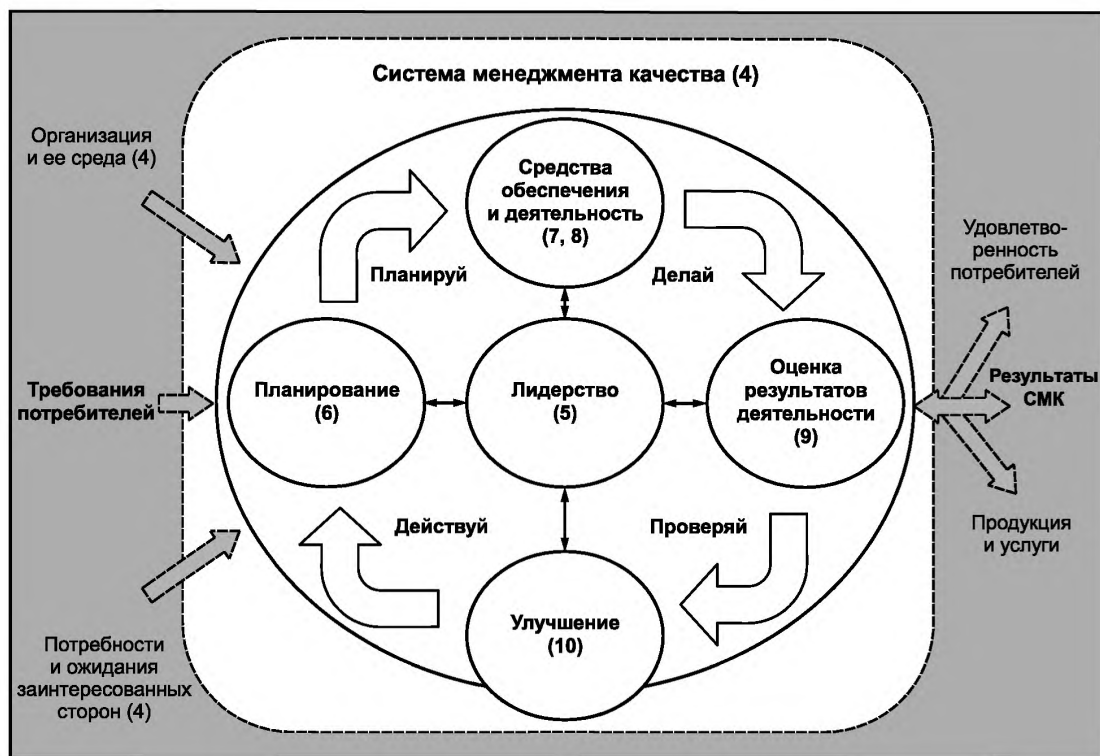 Система менеджмента качества (4)
Организация
и ее среда (4)
Средства
обеспечения
и деятельность
(7, 8)
Планируй
Делай
Удовлетво-
ренность
потребителей
Требования
потребителей
Планирование
(6)
Лидерство
(5)
Оценка
результатов
деятельности
(9)
Результаты
СМК
Действуй
Проверяй
Продукция
и услуги
Улучшение
(10)
Потребности
и ожидания
заинтересованных
сторон (4)